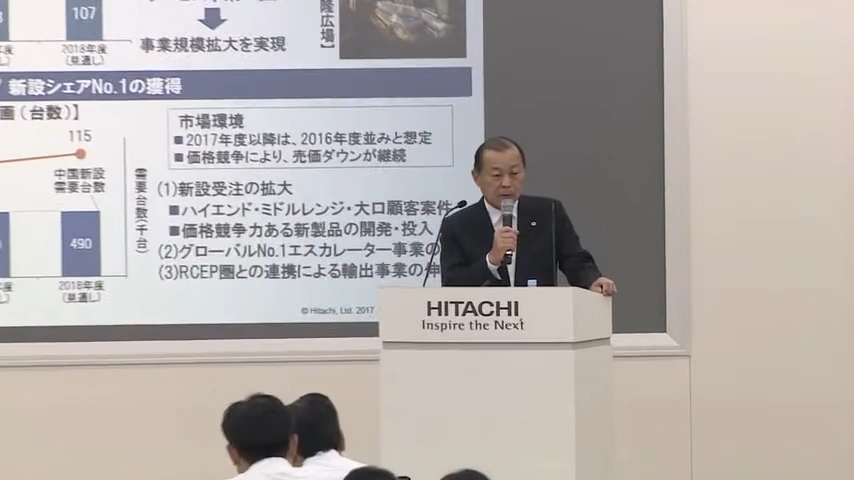 107
2018年度
(見通し)
事業規模拡大を実現
隆広場】
新設シェアNo.1の獲得
画(台数)】
115
中国新設
需要台数
需要台数(千台)
490
2018年度
(見通し)
市場環境
■2017年度以降は、2016年度並みと想定
■価格競争により、売価ダウンが継続
(1)新設受注の拡大
■ハイエンド・ミドルレンジ・大口顧客案件
■価格競争力ある新製品の開発・投入
(2)グローバルNo.1エスカレーター事業の
(3)RCEP圏との連携による輸出事業の伸
© Hitachi, Ltd. 2017
HITACHI
Inspire the Next